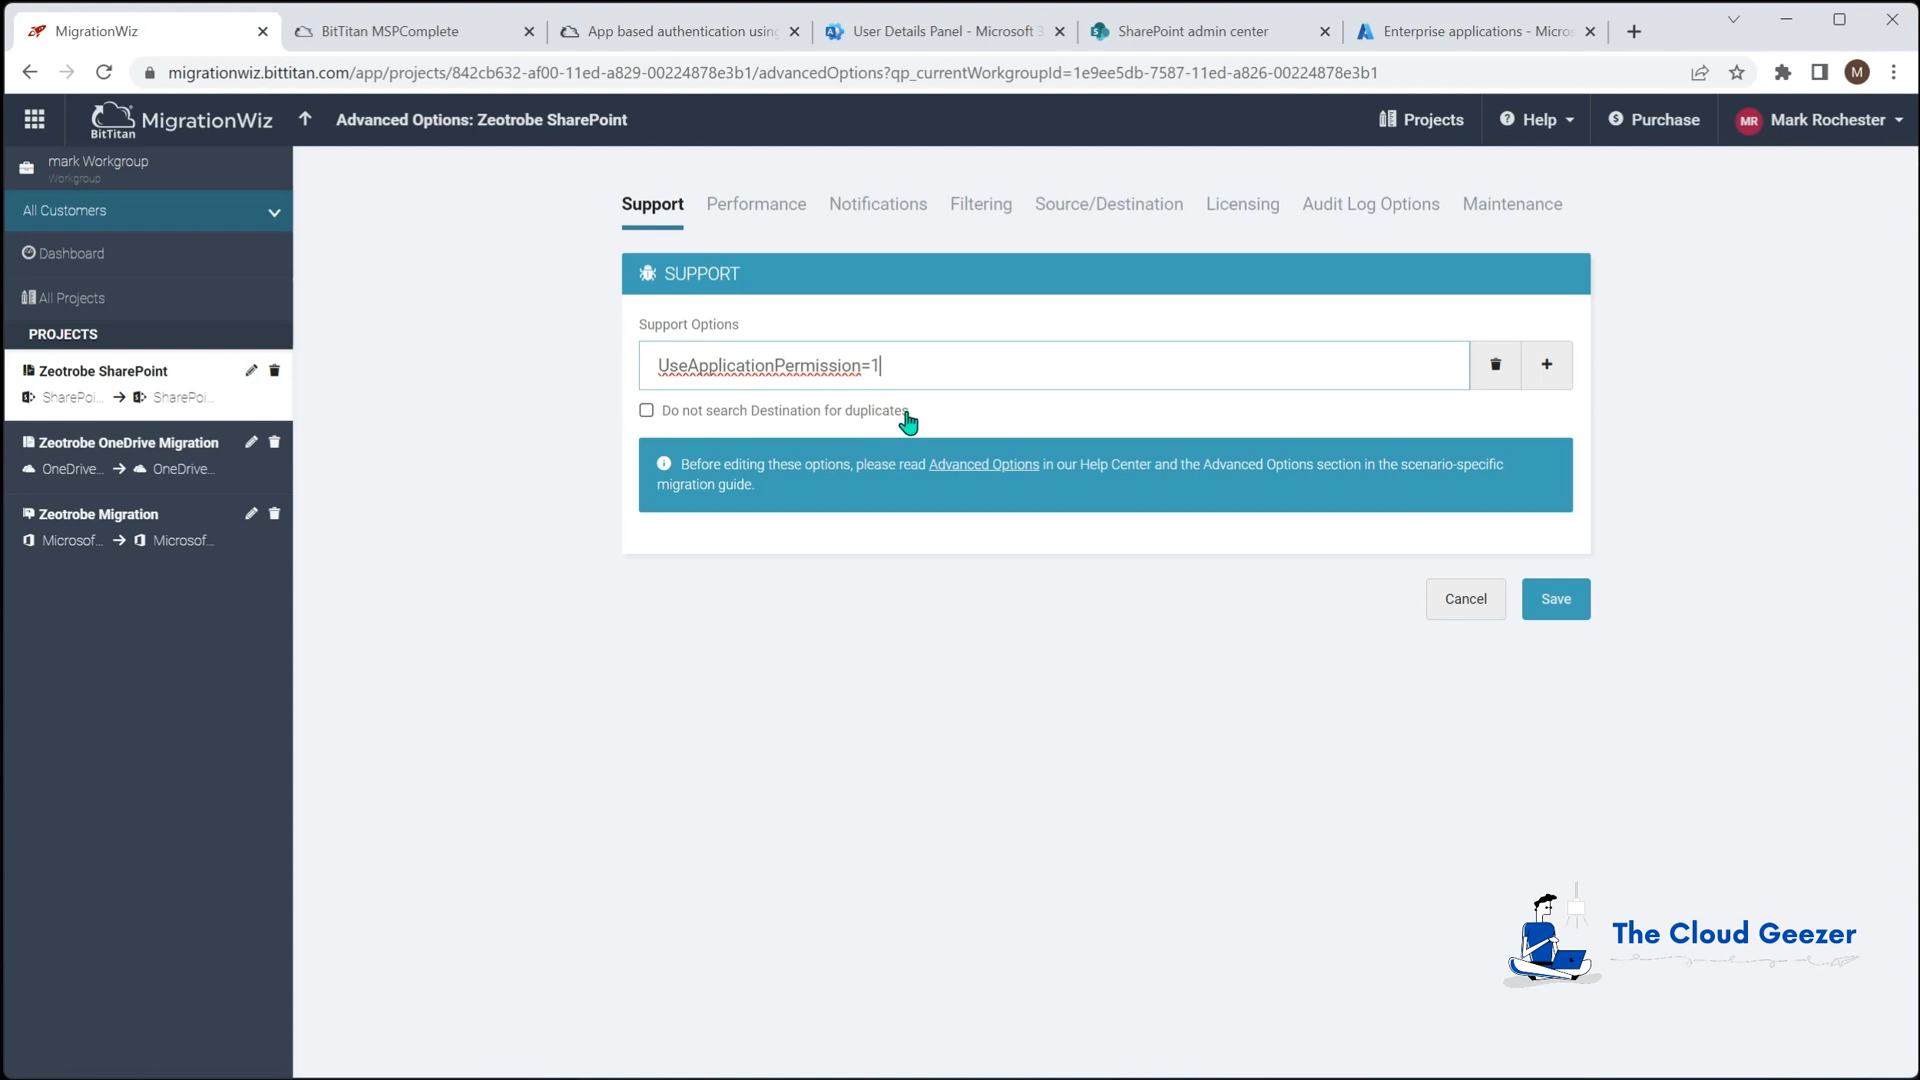 MigrationWiz
BitTitan MSPComplete
App based authentication using
User Details Panel - Microsoft 3
SharePoint admin center
Enterprise applications - Micros
migrationwiz.bittitan.com/app/projects/842cb632-af00-11ed-a829-00224878e3b1/advancedOptions?qp_currentWorkgroupId=1e9ee5db-7587-11ed-a826-00224878e3b1
M
BitTitan
MigrationWiz
Advanced Options: Zeotrobe SharePoint
Projects
Help
Purchase
MR
Mark Rochester
mark Workgroup
Workgroup
All Customers
Dashboard
All Projects
PROJECTS
Zeotrobe SharePoint
SharePoi... → SharePoi...
Zeotrobe OneDrive Migration
OneDrive... → OneDrive...
Zeotrobe Migration
Microsof... → Microsof...
Support
Performance
Notifications
Filtering
Source/Destination
Licensing
Audit Log Options
Maintenance
SUPPORT
Support Options
UseApplicationPermission=1
Do not search Destination for duplicates
Before editing these options, please read Advanced Options in our Help Center and the Advanced Options section in the scenario-specific
migration guide.
Cancel
Save
The Cloud Geezer